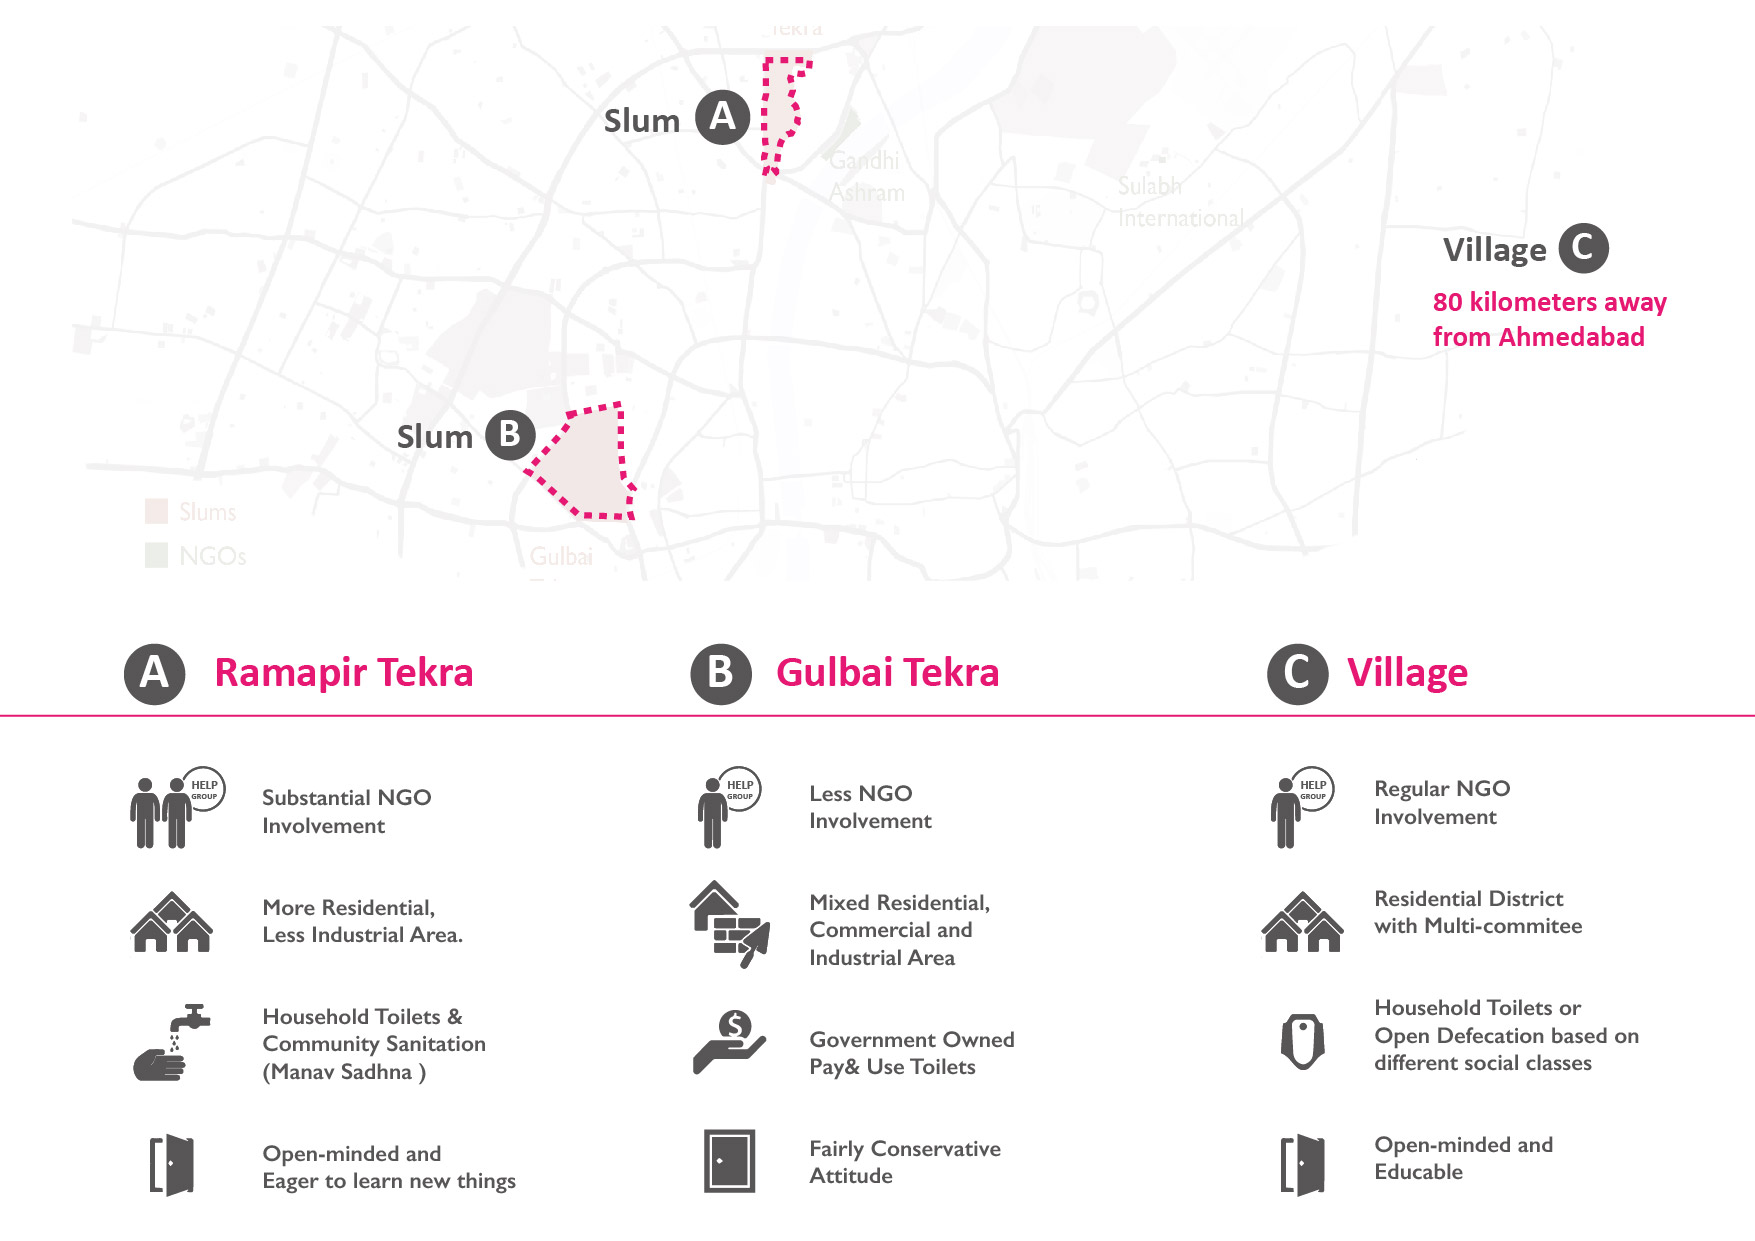 Tekra
Slum A
Gandhi
Ashram
Sulabh
International
Village C
80 kilometers away
from Ahmedabad
Slum B
Slums
NGOs
Gulbai
A Ramapir Tekra
B Gulbai Tekra
C Village
HELP
GROUP
Substantial NGO
Involvement
More Residential,
Less Industrial Area.
Household Toilets &
Community Sanitation
(Manav Sadhna )
Open-minded and
Eager to learn new things
HELP
GROUP
Less NGO
Involvement
Mixed Residential,
Commercial and
Industrial Area
$
Government Owned
Pay& Use Toilets
Fairly Conservative
Attitude
HELP
GROUP
Regular NGO
Involvement
Residential District
with Multi-commitee
Household Toilets or
Open Defecation based on
different social classes
Open-minded and
Educable